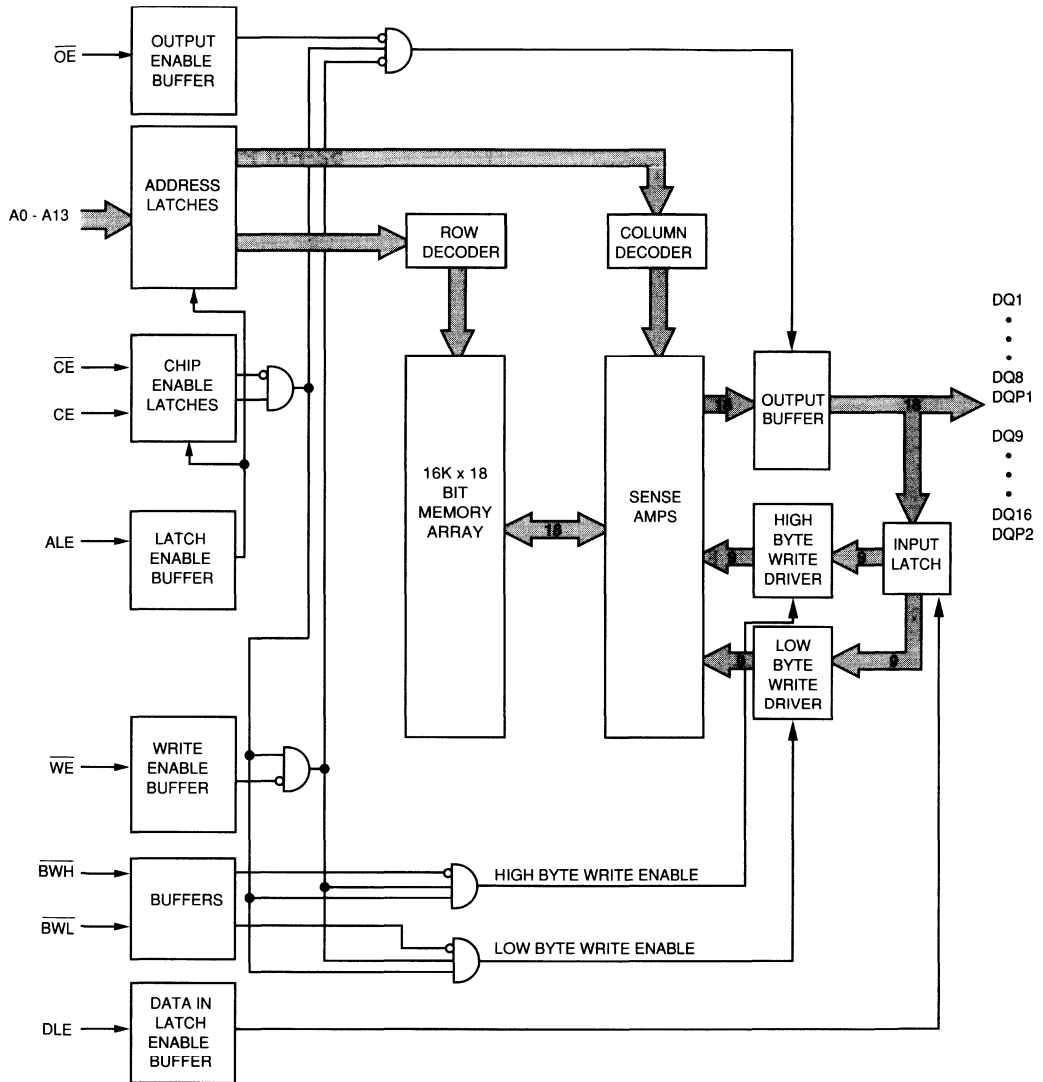 OE
OUTPUT
ENABLE
BUFFER
ADDRESS
LATCHES
A0 - A13
ROW
DECODER
COLUMN
DECODER
CE
CE
CHIP
ENABLE
LATCHES
ALE
LATCH
ENABLE
BUFFER
16K x 18
BIT
MEMORY
ARRAY
18
SENSE
AMPS
18
OUTPUT
BUFFER
18
DQ1
•
•
•
DQ8
DQP1
DQ9
•
•
•
DQ16
DQP2
HIGH
BYTE
WRITE
DRIVER
9
9
INPUT
LATCH
LOW
BYTE
WRITE
DRIVER
9
9
WE
WRITE
ENABLE
BUFFER
BWH
BWL
BUFFERS
HIGH BYTE WRITE ENABLE
LOW BYTE WRITE ENABLE
DLE
DATA IN
LATCH
ENABLE
BUFFER